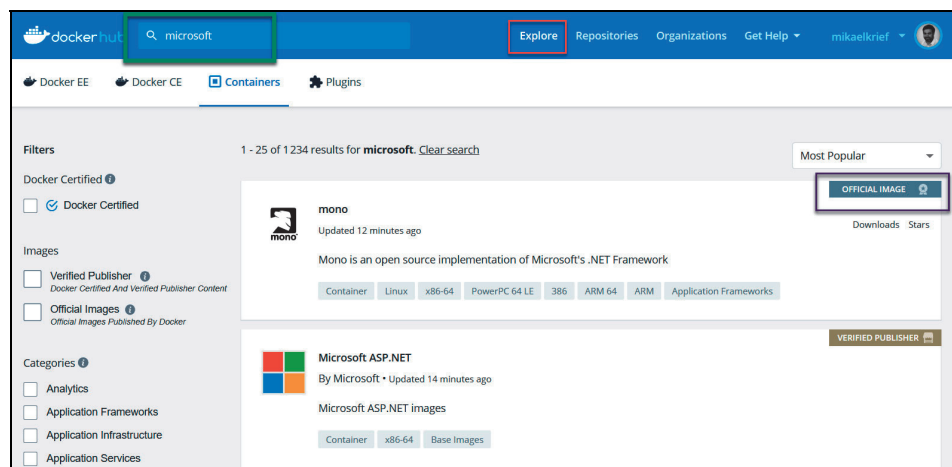 dockerhub microsoft Explore Repositories Organizations Get Help mikaelkrief
Docker EE Docker CE Containers Plugins
Filters
1 - 25 of 1 234 results for microsoft. Clear search
Most Popular
Docker Certified
Docker Certified
Images
Verified Publisher
Docker Certified And Verified Publisher Content
Official Images
Official Images Published By Docker
Categories
Analytics
Application Frameworks
Application Infrastructure
Application Services
OFFICIAL IMAGE
mono
mono
Updated 12 minutes ago
Downloads Stars
Mono is an open source implementation of Microsoft's .NET Framework
Container Linux x86-64 PowerPC 64 LE 386 ARM 64 ARM Application Frameworks
VERIFIED PUBLISHER
Microsoft ASP.NET
By Microsoft • Updated 14 minutes ago
Microsoft ASP.NET images
Container x86-64 Base Images